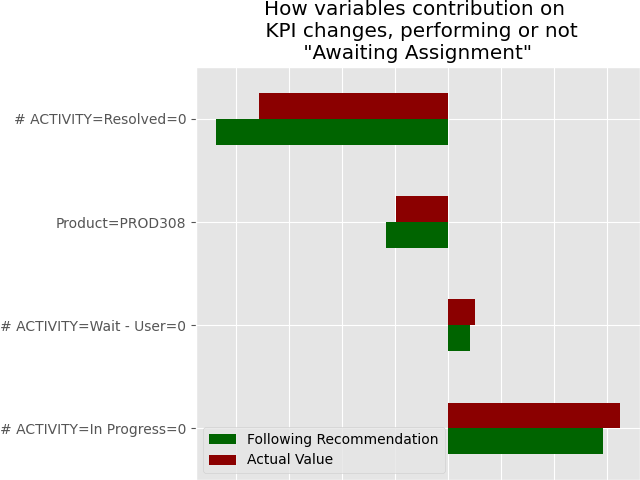 How variables contribution on
KPI changes, performing or not
"Awaiting Assignment"
# ACTIVITY=Resolved=0
Product=PROD308
# ACTIVITY=Wait - User=0
# ACTIVITY=In Progress=0
Following Recommendation
Actual Value